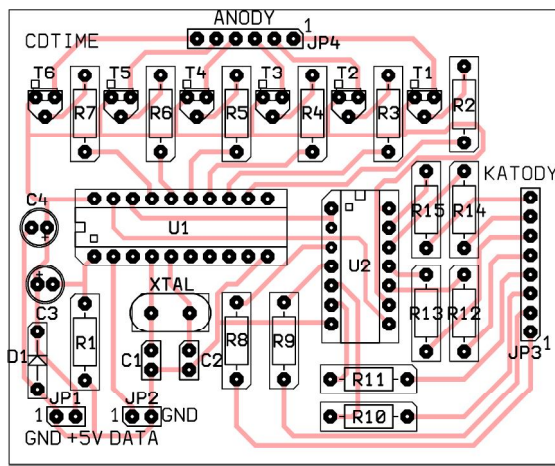 ANODY
1
CDTIME
JP4
T6 T5 T4 T3 T2 T1
R7 R6 R5 R4 R3 R2
C4
KATODY
U1
R15 R14
U2
XTAL
C3
R13 R12
D1 R1 C1 C2 R8 R9
JP3 1
R11
JP1 JP2
1 1 GND
R10
GND +5V DATA